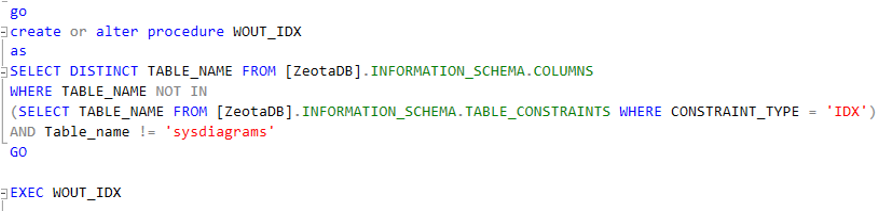 go
create or alter procedure WOUT_IDX
as
SELECT DISTINCT TABLE_NAME FROM [ZeotaDB].INFORMATION_SCHEMA.COLUMNS
WHERE TABLE_NAME NOT IN
(SELECT TABLE_NAME FROM [ZeotaDB].INFORMATION_SCHEMA.TABLE_CONSTRAINTS WHERE CONSTRAINT_TYPE = 'IDX')
AND Table_name != 'sysdiagrams'
GO
EXEC WOUT_IDX